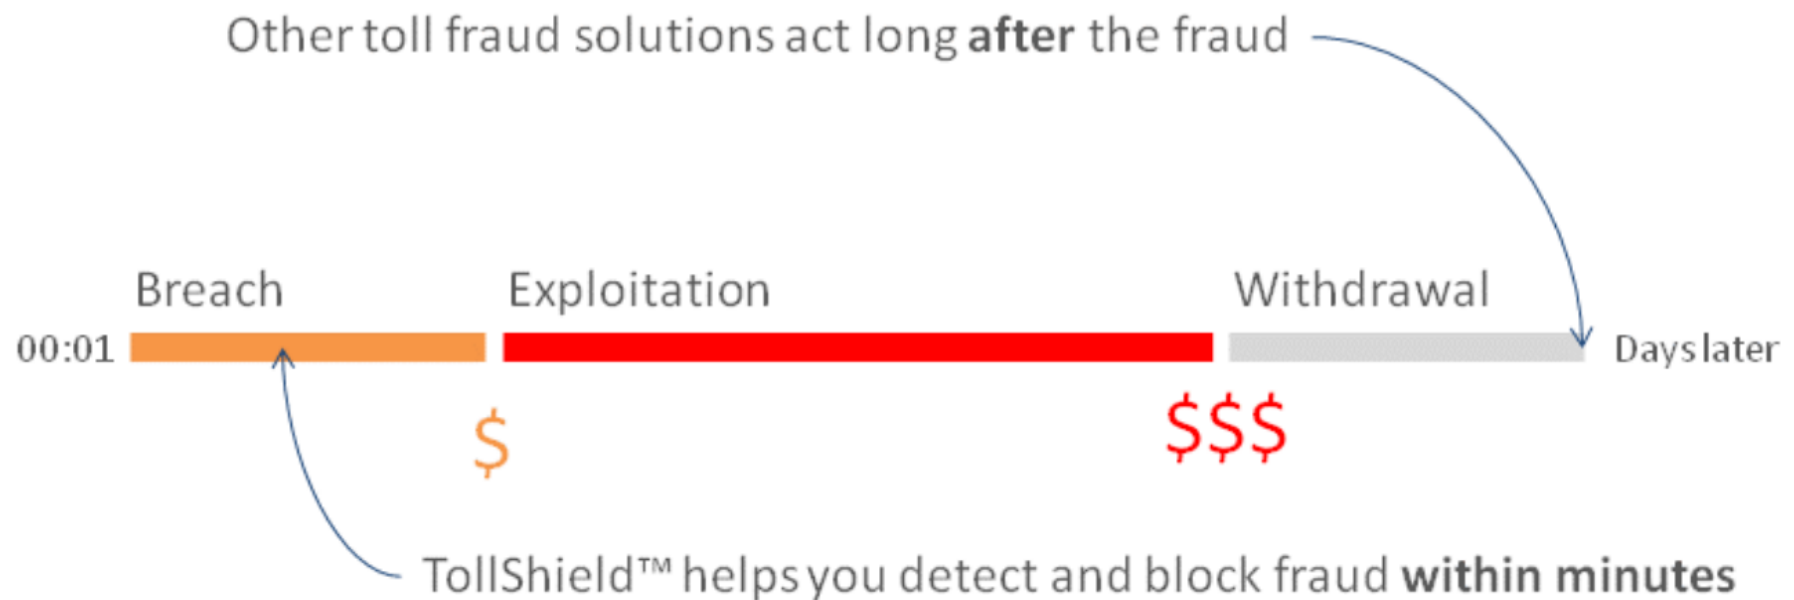 Other toll fraud solutions act long after the fraud
Breach
Exploitation
Withdrawal
00:01
Days later
$
$$$
TollShield™ helps you detect and block fraud within minutes